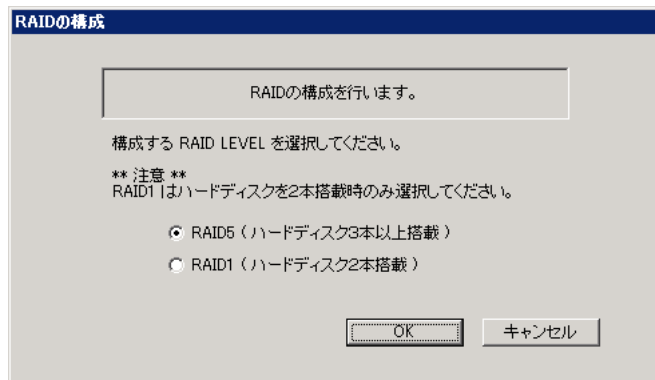 RAIDの構成
RAIDの構成を行います。
構成する RAID LEVEL を選択してください。
** 注意 **
RAID1 はハードディスクを2本搭載時のみ選択してください。
RAID5 ( ハードディスク3本以上搭載 )
RAID1 ( ハードディスク2本搭載 )
OK
キャンセル